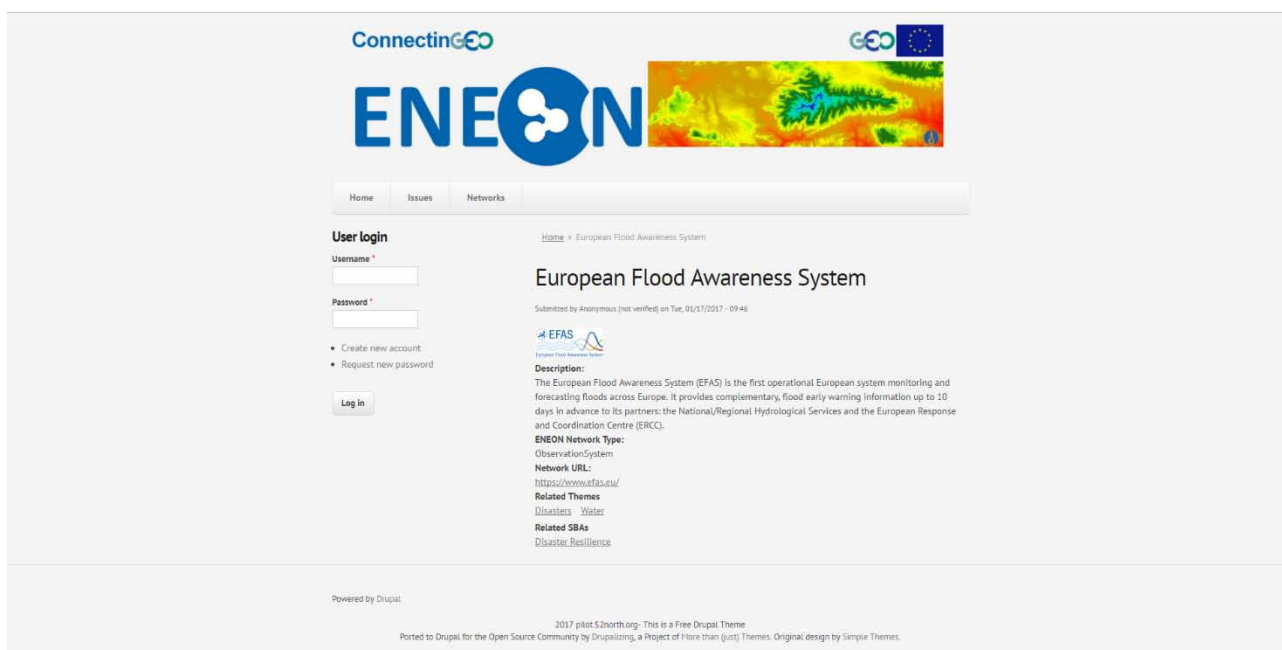 ConnectinGEO
GEO
ENEON
Home Issues Networks
User login
Username *
Password *
Create new account
Request new password
Log in
Home » European Flood Awareness System
European Flood Awareness System
Submitted by Anonymous (not verified) on Tue, 01/17/2017 - 09:46
EFAS
European Flood Awareness System
Description:
The European Flood Awareness System (EFAS) is the first operational European system monitoring and
forecasting floods across Europe. It provides complementary, flood early warning information up to 10
days in advance to its partners: the National/Regional Hydrological Services and the European Response
and Coordination Centre (ERCC).
ENEON Network Type:
ObservationSystem
Network URL:
https://www.efas.eu/
Related Themes
Disasters Water
Related SBAs
Disaster Resilience
Powered by Drupal
2017 pilot.52north.org- This is a Free Drupal Theme
Ported to Drupal for the Open Source Community by Drupalizing, a Project of More than (just) Themes. Original design by Simple Themes.